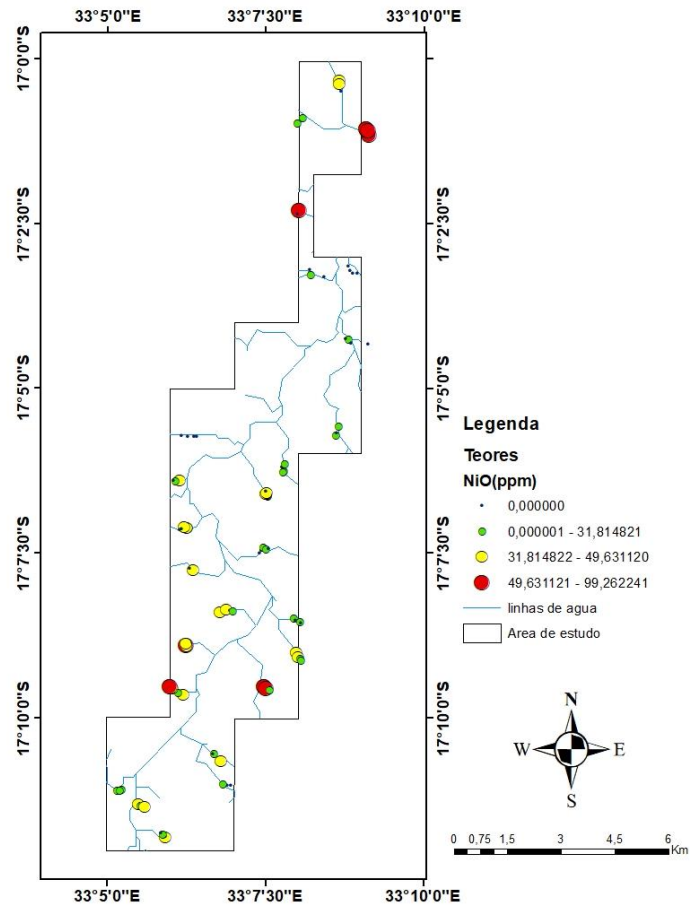 33°5'0"E 33°7'30"E 33°10'0"E
17°0'0"S 17°0'0"S
17°2'30"S 17°2'30"S
17°5'0"S 17°5'0"S
17°7'30"S 17°7'30"S
17°10'0"S 17°10'0"S
33°5'0"E 33°7'30"E 33°10'0"E
Legenda
Teores
NiO(ppm)
0,000000
0,000001 - 31,814821
31,814822 - 49,631120
49,631121 - 99,262241
linhas de agua
Area de estudo
N
W E
S
0 0,75 1,5 3 4,5 6
Km